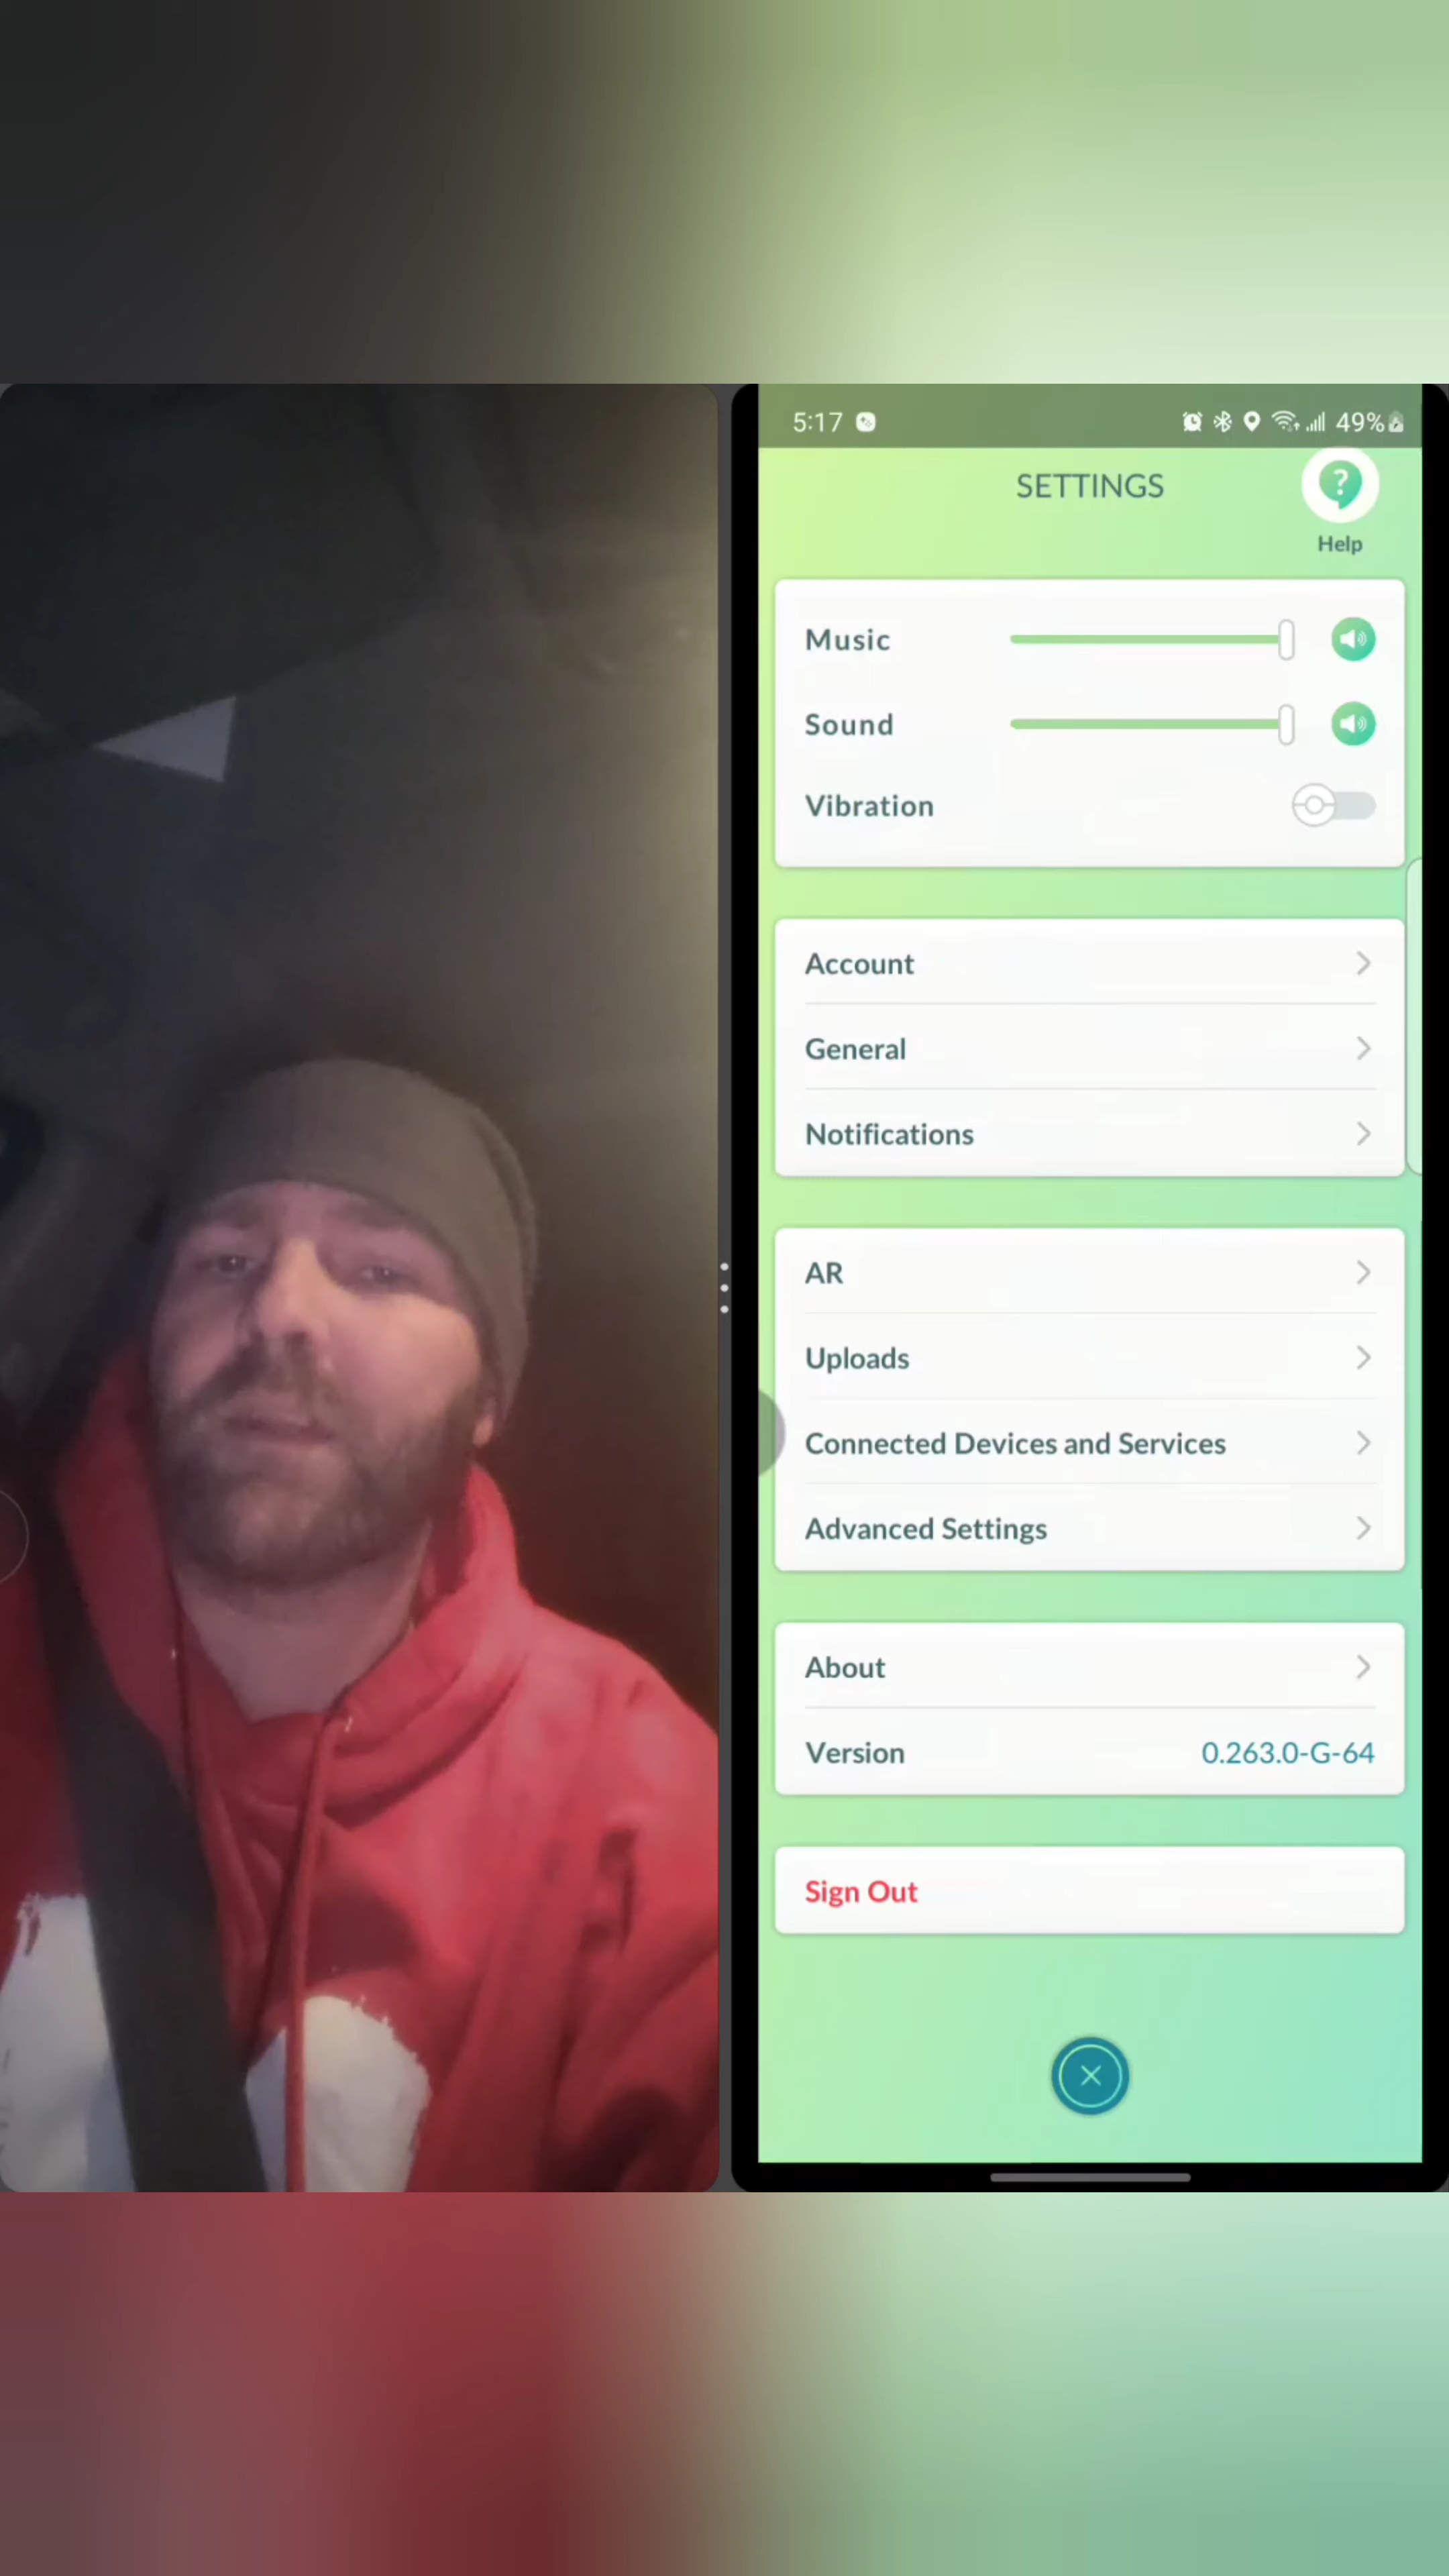 5:17
49%
SETTINGS
?
Help
Music
Sound
Vibration
Account
General
Notifications
AR
Uploads
Connected Devices and Services
Advanced Settings
About
Version 0.263.0-G-64
Sign Out